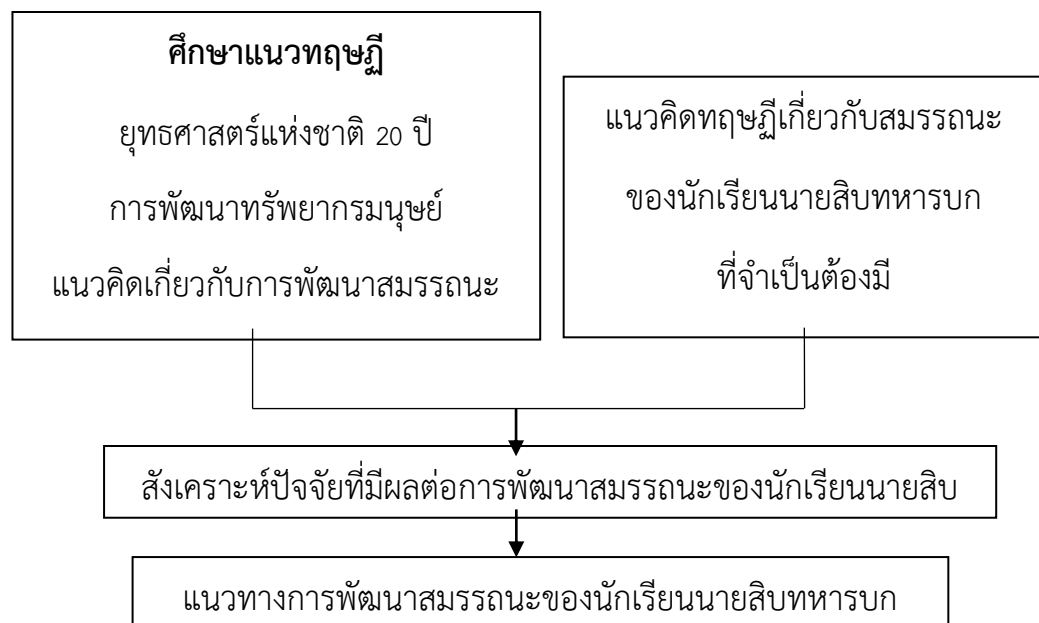 ศึกษาแนวทฤษฏี
ยุทธศาสตร์แห่งชาติ 20 ปี
การพัฒนาทรัพยากรมนุษย์
แนวคิดเกี่ยวกับการพัฒนาสมรรถนะ
แนวคิดทฤษฏีเกี่ยวกับสมรรถนะ
ของนักเรียนนายสิบทหารบก
ที่จำเป็นต้องมี
สังเคราะห์ปัจจัยที่มีผลต่อการพัฒนาสมรรถนะของนักเรียนนายสิบ
แนวทางการพัฒนาสมรรถนะของนักเรียนนายสิบทหารบก